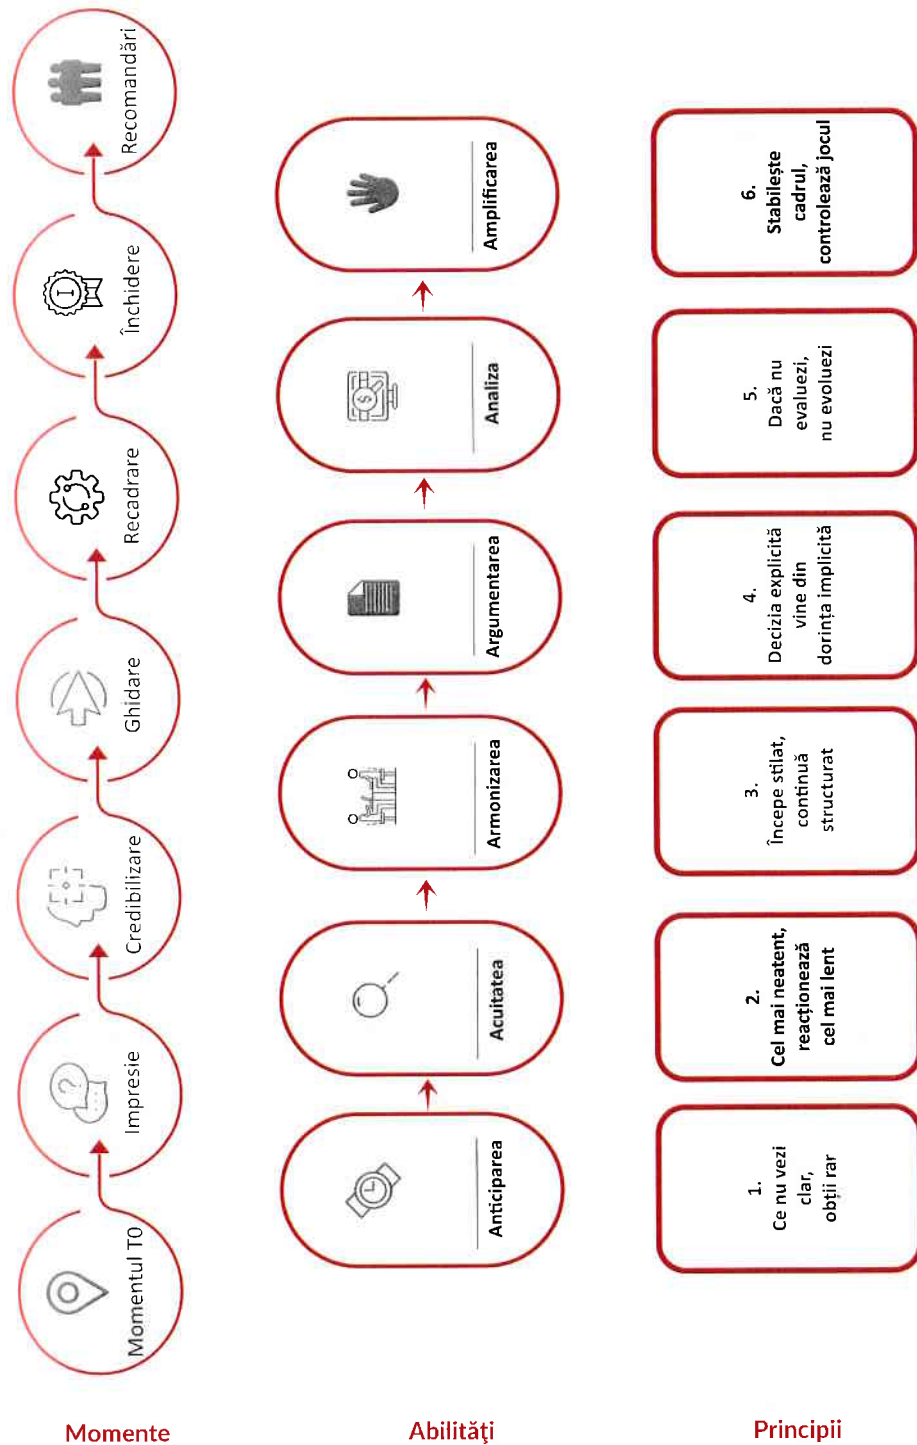 Momente
Momentul T0
Impresie
Credibilizare
Ghidare
Recadrare
Închidere
Recomandări
Abilităţi
Anticiparea
Acuitatea
Armonizarea
Argumentarea
Analiza
Amplificarea
Principii
1.
Ce nu vezi
clar,
obții rar
2.
Cel mai neatent,
reacționează
cel mai lent
3.
Începe stilat,
continuă
structurat
4.
Decizia explicită
vine din
dorința implicită
5.
Dacă nu
evaluezi,
nu evoluezi
6.
Stabilește
cadrul,
controlează jocul